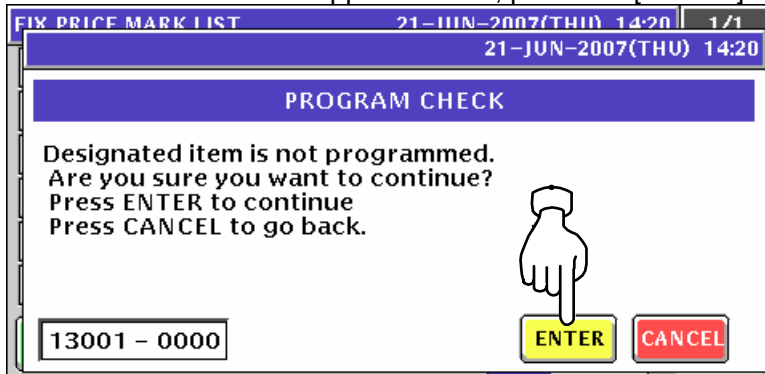 FIX PRICE MARK LIST 21-JUN-2007(THU) 14:20 1/1
21-JUN-2007(THU) 14:20
PROGRAM CHECK
Designated item is not programmed.
Are you sure you want to continue?
Press ENTER to continue
Press CANCEL to go back.
13001 - 0000 ENTER CANCEL